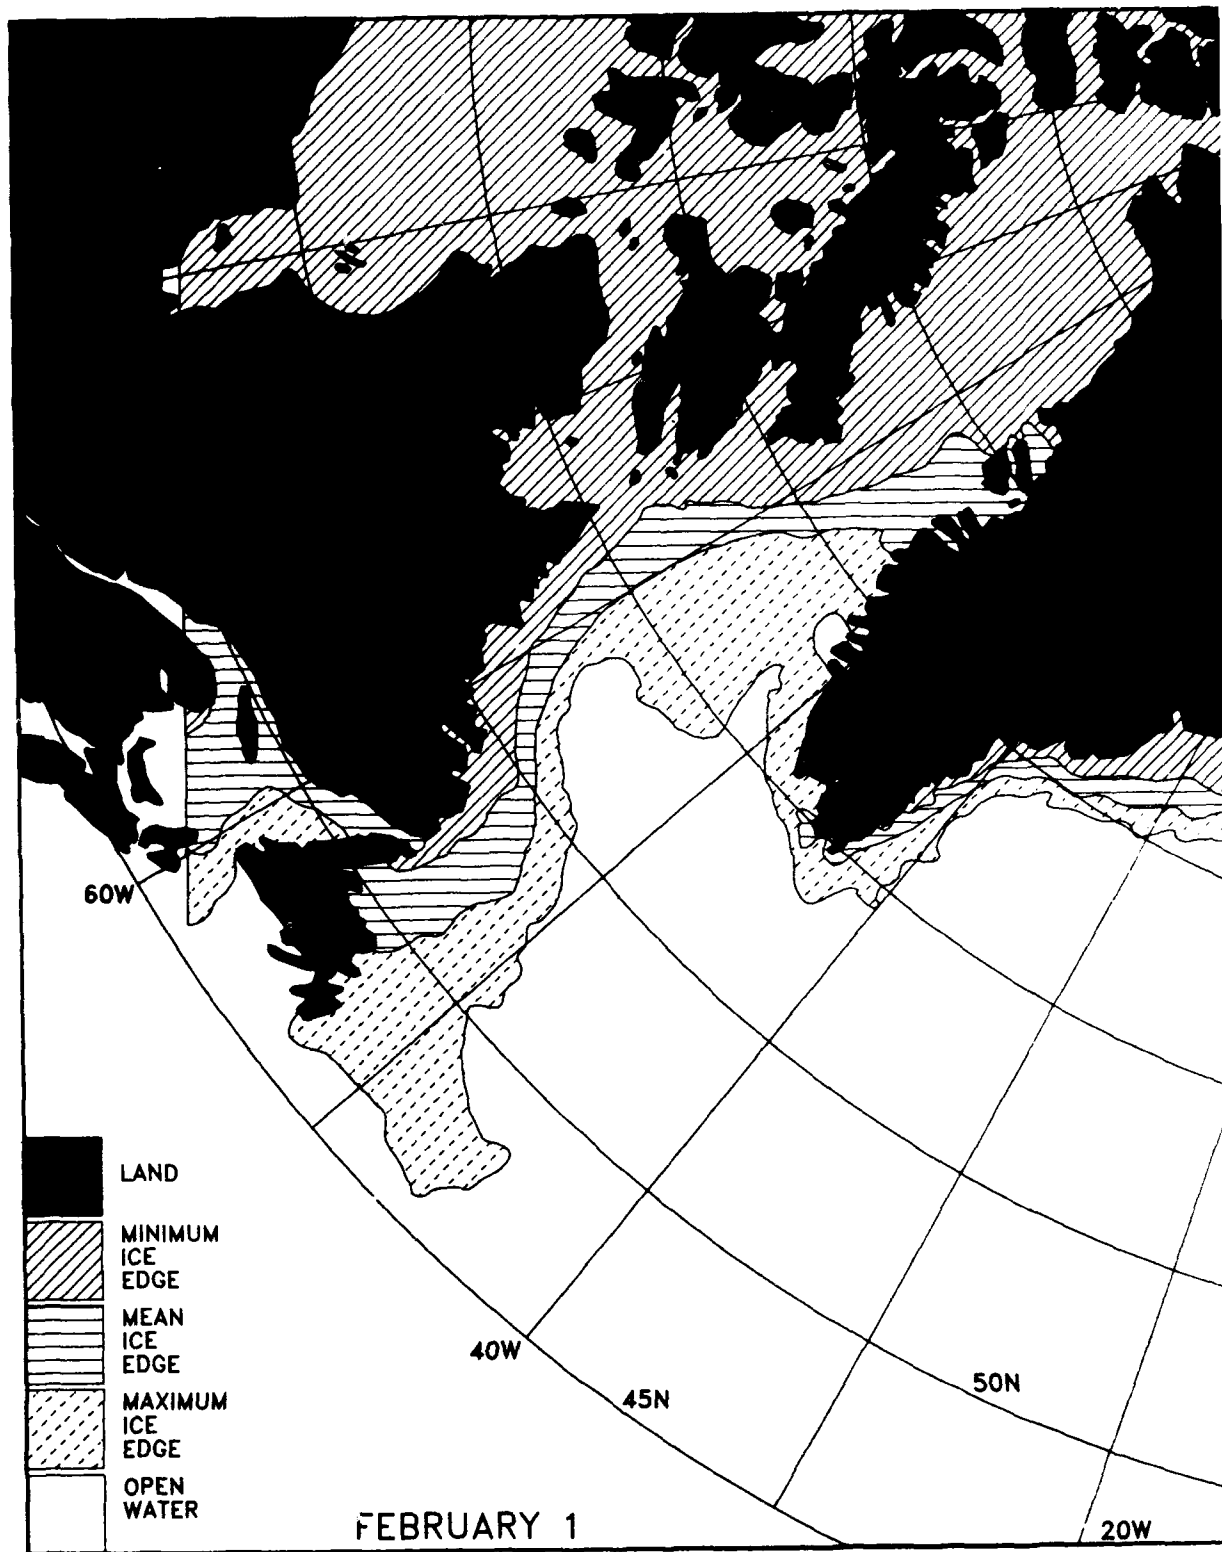 60W
LAND
MINIMUM
ICE
EDGE
MEAN
ICE
EDGE
40W
45N
50N
MAXIMUM
ICE
EDGE
OPEN
WATER
FEBRUARY 1
20W